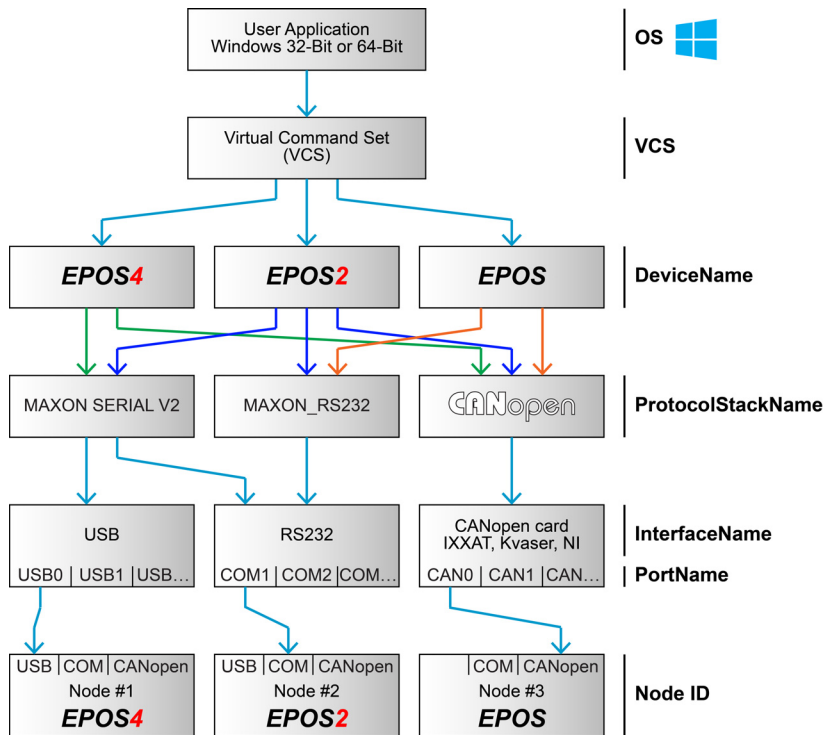 User Application
Windows 32-Bit or 64-Bit
OS
Virtual Command Set
(VCS)
VCS
EPOS4
EPOS2
EPOS
DeviceName
MAXON SERIAL V2
MAXON_RS232
CANopen
ProtocolStackName
USB
RS232
CANopen card
IXXAT, Kvaser, NI
InterfaceName
USB0 | USB1 | USB...
COM1 | COM2 | COM...
CAN0 | CAN1 | CAN...
PortName
USB | COM | CANopen
Node #1
EPOS4
USB | COM | CANopen
Node #2
EPOS2
COM | CANopen
Node #3
EPOS
Node ID